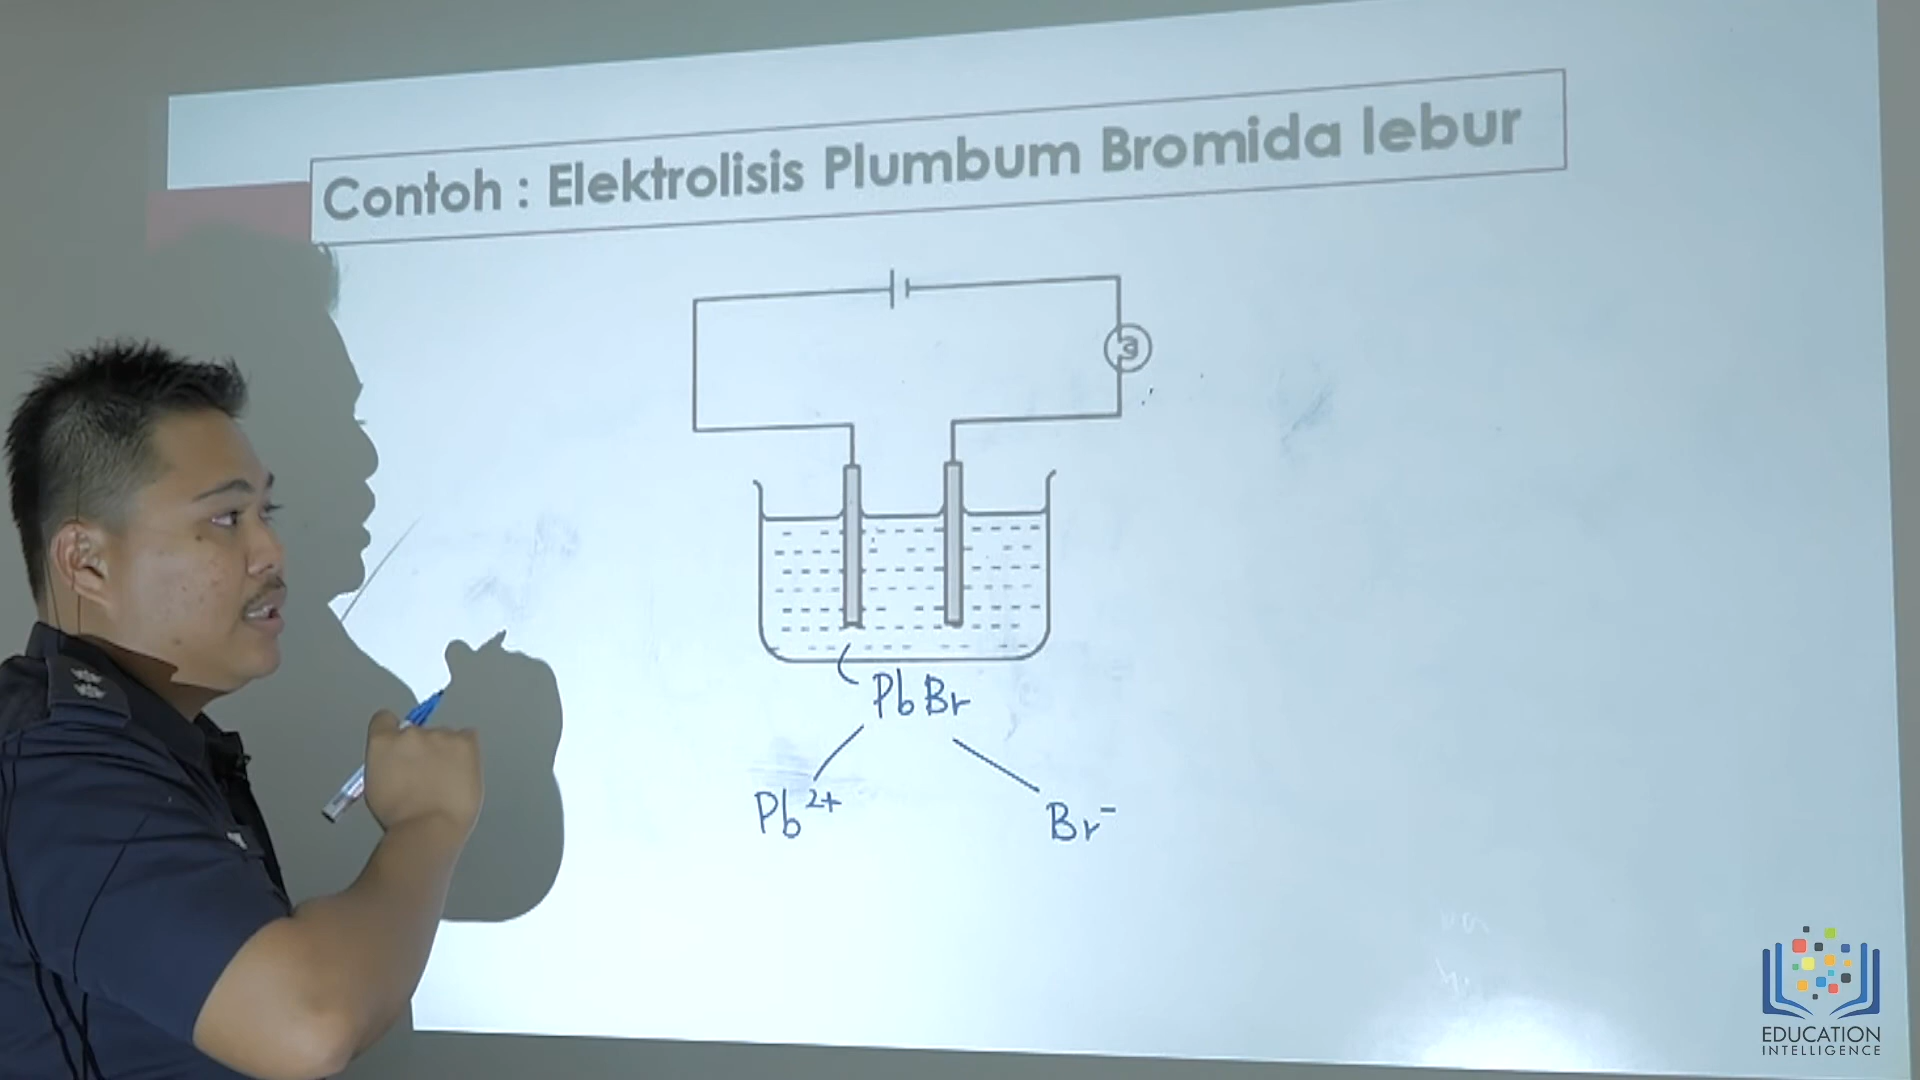 Contoh : Elektrolisis Plumbum Bromida lebur
PbBr
Pb²⁺
Br⁻
EDUCATION
INTELLIGENCE